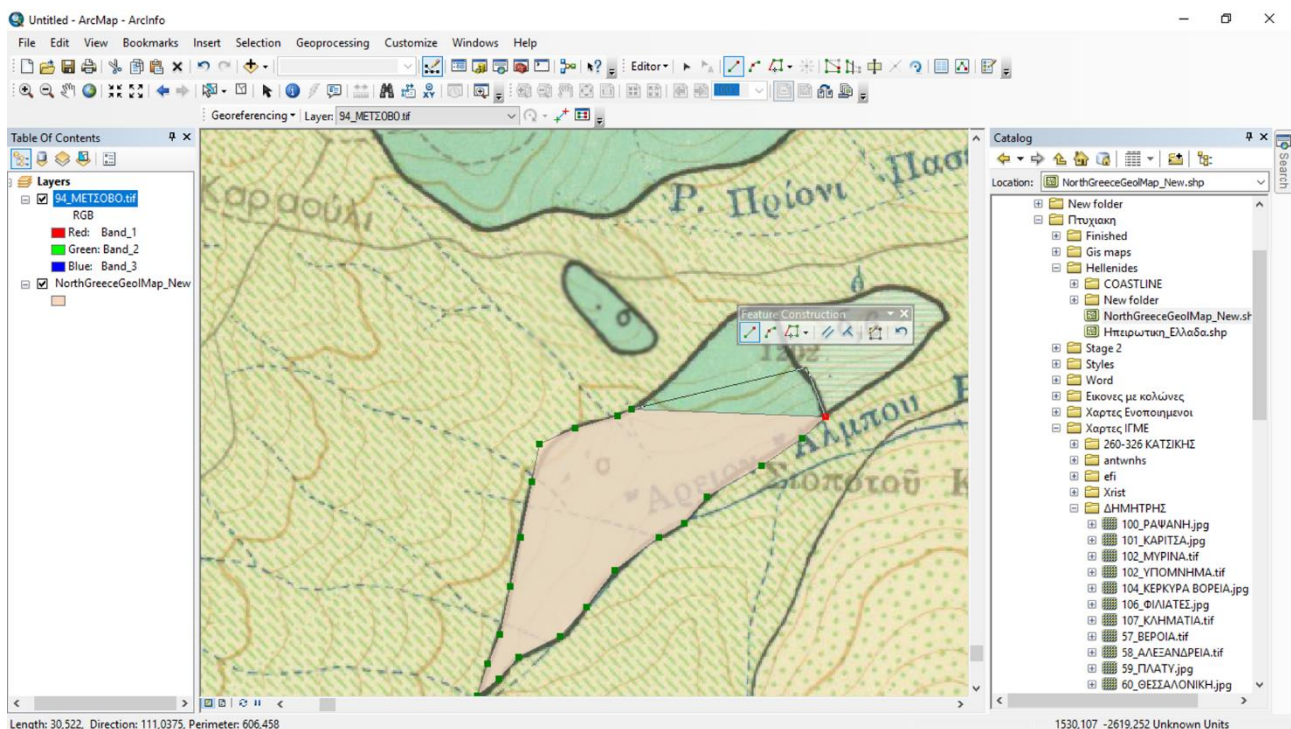 Untitled - ArcMap - ArcInfo
File Edit View Bookmarks Insert Selection Geoprocessing Customize Windows Help
Editor
Georeferencing Layer: 94_ΜΕΤΣΟΒΟ.tif
Table Of Contents
Layers
94_ΜΕΤΣΟΒΟ.tif
RGB
Red: Band_1
Green: Band_2
Blue: Band_3
NorthGreeceGeolMap_New
Καραούλι
Ρ. Πριόνι
Feature Construction
1202
Σιοποτοῦ Κ
Catalog
Location: NorthGreeceGeolMap_New.shp
New folder
Πτυχιακη
Finished
Gis maps
Hellenides
COASTLINE
New folder
NorthGreeceGeolMap_New.sh
Ηπειρωτικη_Ελλαδα.shp
Stage 2
Styles
Word
Εικονες με κολώνες
Χαρτες Ενοποιημενοι
Χαρτες ΙΓΜΕ
260-326 ΚΑΤΣΙΚΗΣ
antwnhs
efi
Xrist
ΔΗΜΗΤΡΗΣ
100_ΡΑΨΑΝΗ.jpg
101_ΚΑΡΙΤΣΑ.jpg
102_ΜΥΡΙΝΑ.tif
102_ΥΠΟΜΝΗΜΑ.tif
104_ΚΕΡΚΥΡΑ ΒΟΡΕΙΑ.jpg
106_ΦΙΛΙΑΤΕΣ.jpg
107_ΚΛΗΜΑΤΙΑ.tif
57_ΒΕΡΟΙΑ.tif
58_ΑΛΕΞΑΝΔΡΕΙΑ.tif
59_ΠΛΑΤΥ.jpg
60_ΘΕΣΣΑΛΟΝΙΚΗ.jpg
Search
Length: 30,522, Direction: 111,0375, Perimeter: 606,458
1530,107 -2619,252 Unknown Units